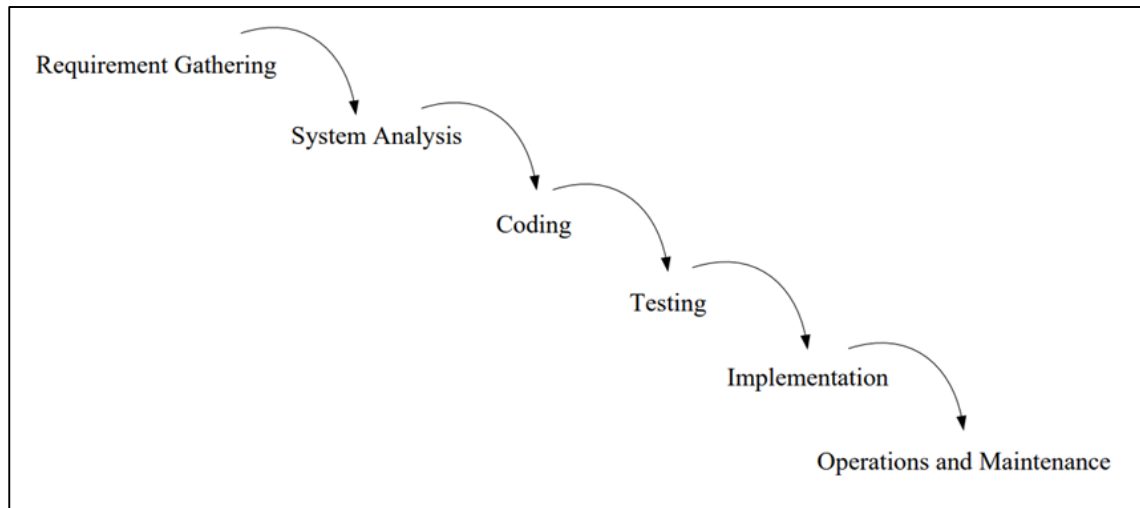 Requirement Gathering
System Analysis
Coding
Testing
Implementation
Operations and Maintenance